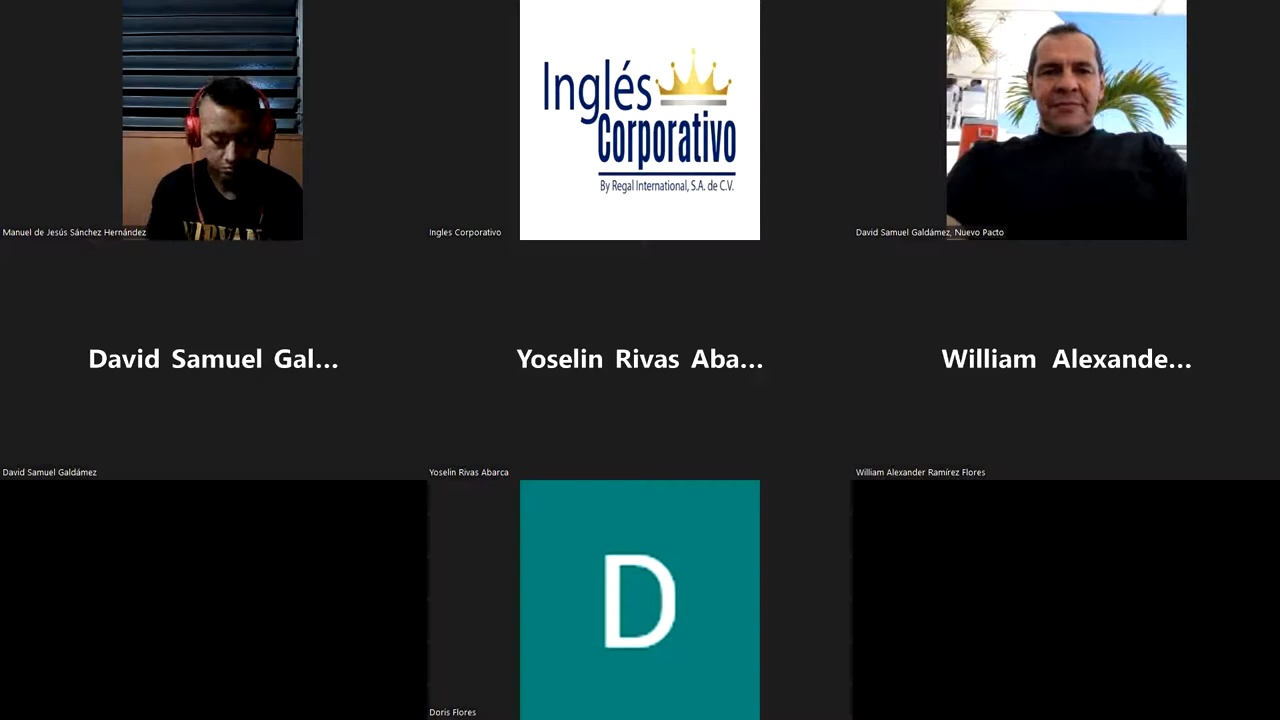 NIRVAN
Manuel de Jesús Sánchez Hernández
Inglés
Corporativo
By Regal International, S.A. de C.V.
Ingles Corporativo
David Samuel Galdámez, Nuevo Pacto
David Samuel Gal...
David Samuel Galdámez
Yoselin Rivas Aba...
Yoselin Rivas Abarca
William Alexande...
William Alexander Ramírez Flores
D
Doris Flores